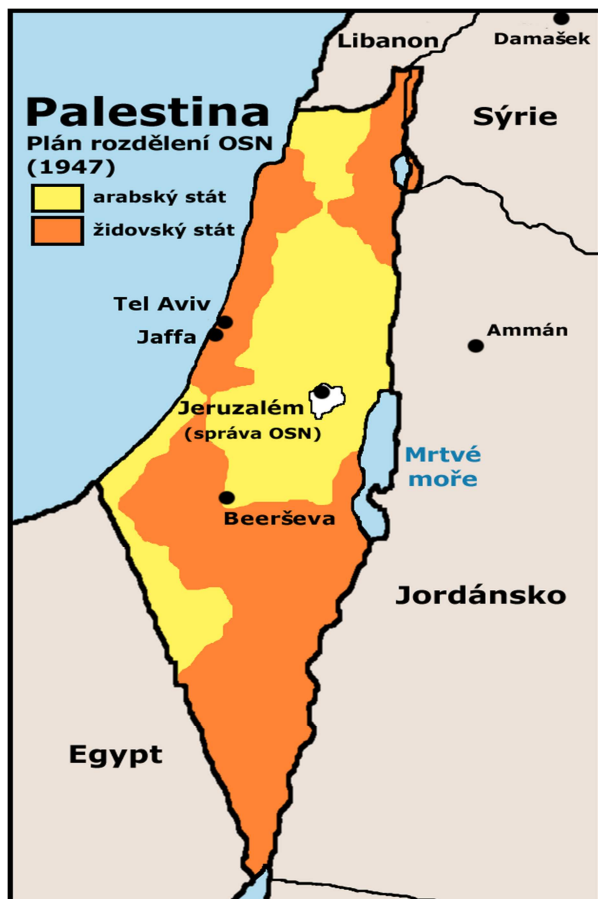 Libanon
Damašek
Palestina
Plán rozdělení OSN
(1947)
arabský stát
židovský stát
Sýrie
Tel Aviv
Jaffa
Ammán
Jeruzalém
(správa OSN)
Mrtvé
moře
Beerševa
Jordánsko
Egypt